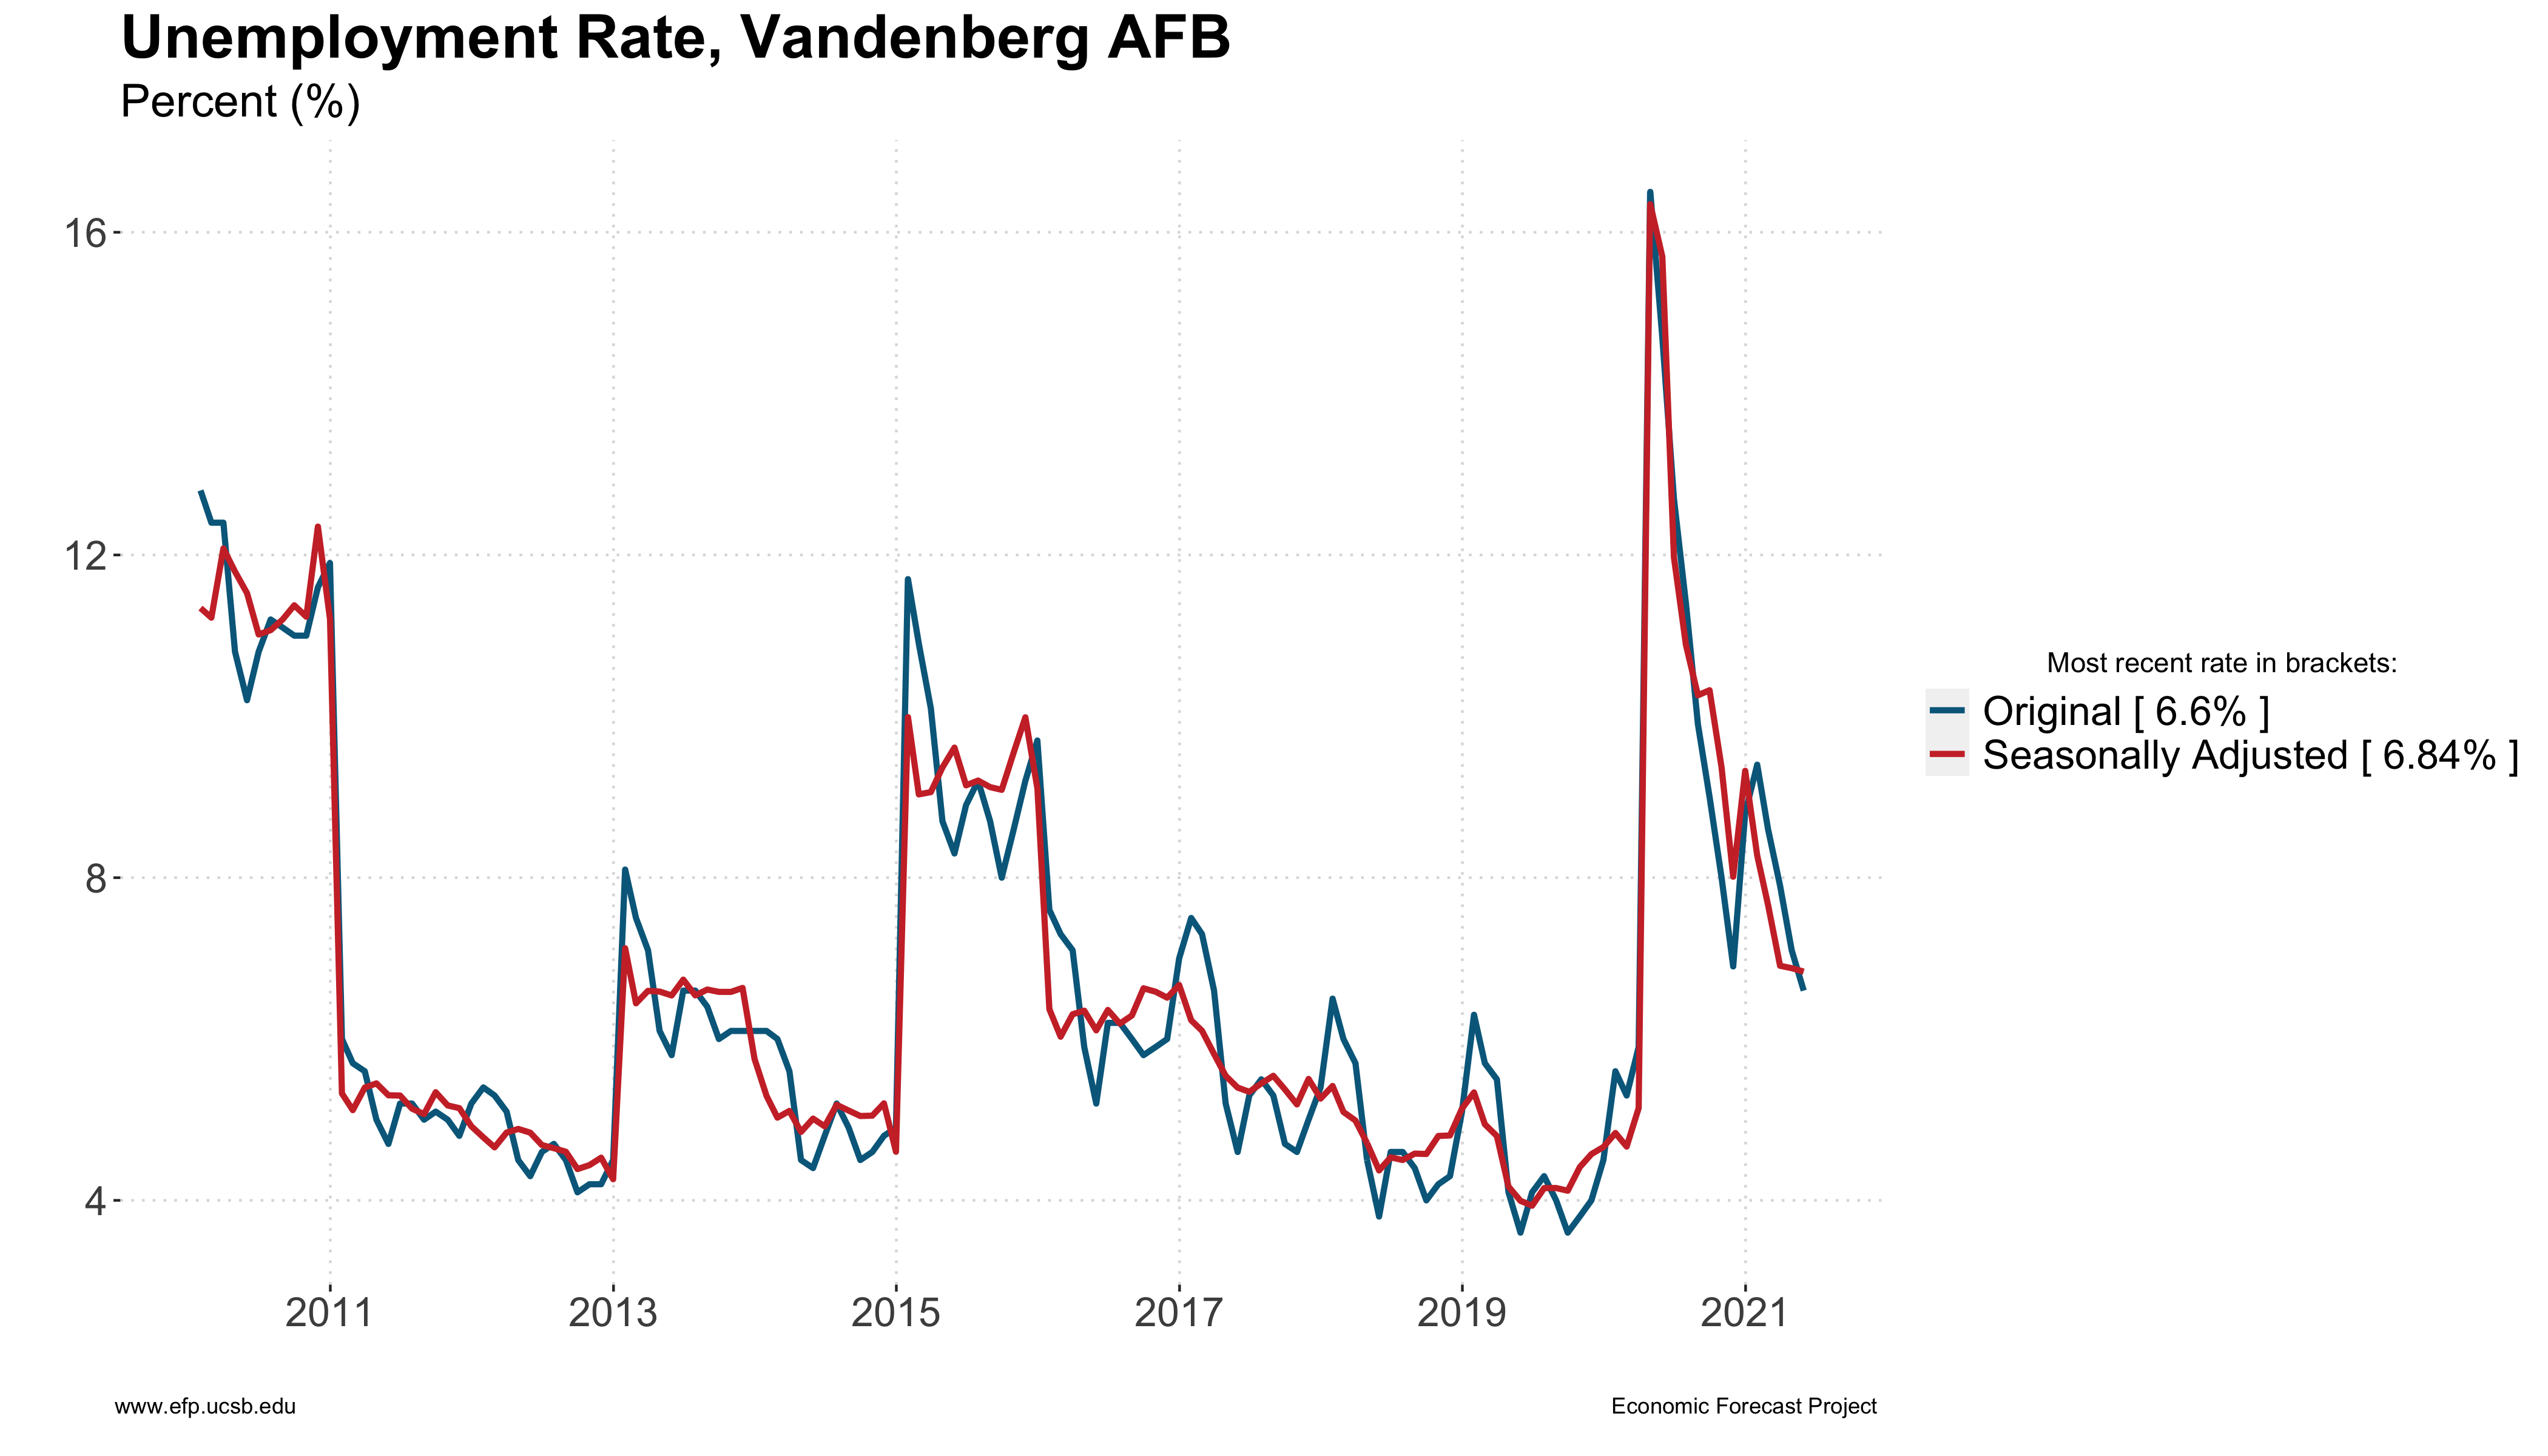 Unemployment Rate, Vandenberg AFB
Percent (%)
16
12
8
4
2011 2013 2015 2017 2019 2021
Most recent rate in brackets:
Original [ 6.6% ]
Seasonally Adjusted [ 6.84% ]
www.efp.ucsb.edu
Economic Forecast Project